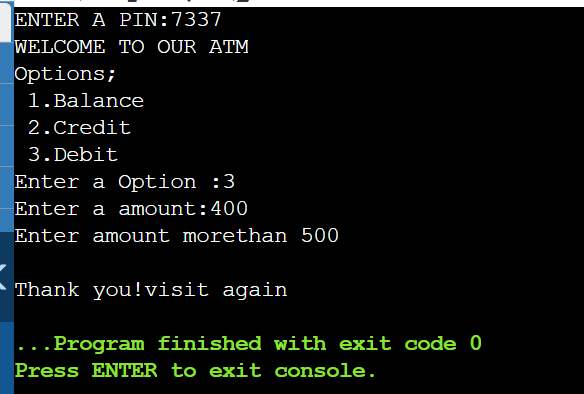 ENTER A PIN:7337
WELCOME TO OUR ATM
Options;
1.Balance
2.Credit
3.Debit
Enter a Option :3
Enter a amount:400
Enter amount morethan 500
Thank you!visit again
...Program finished with exit code 0
Press ENTER to exit console.